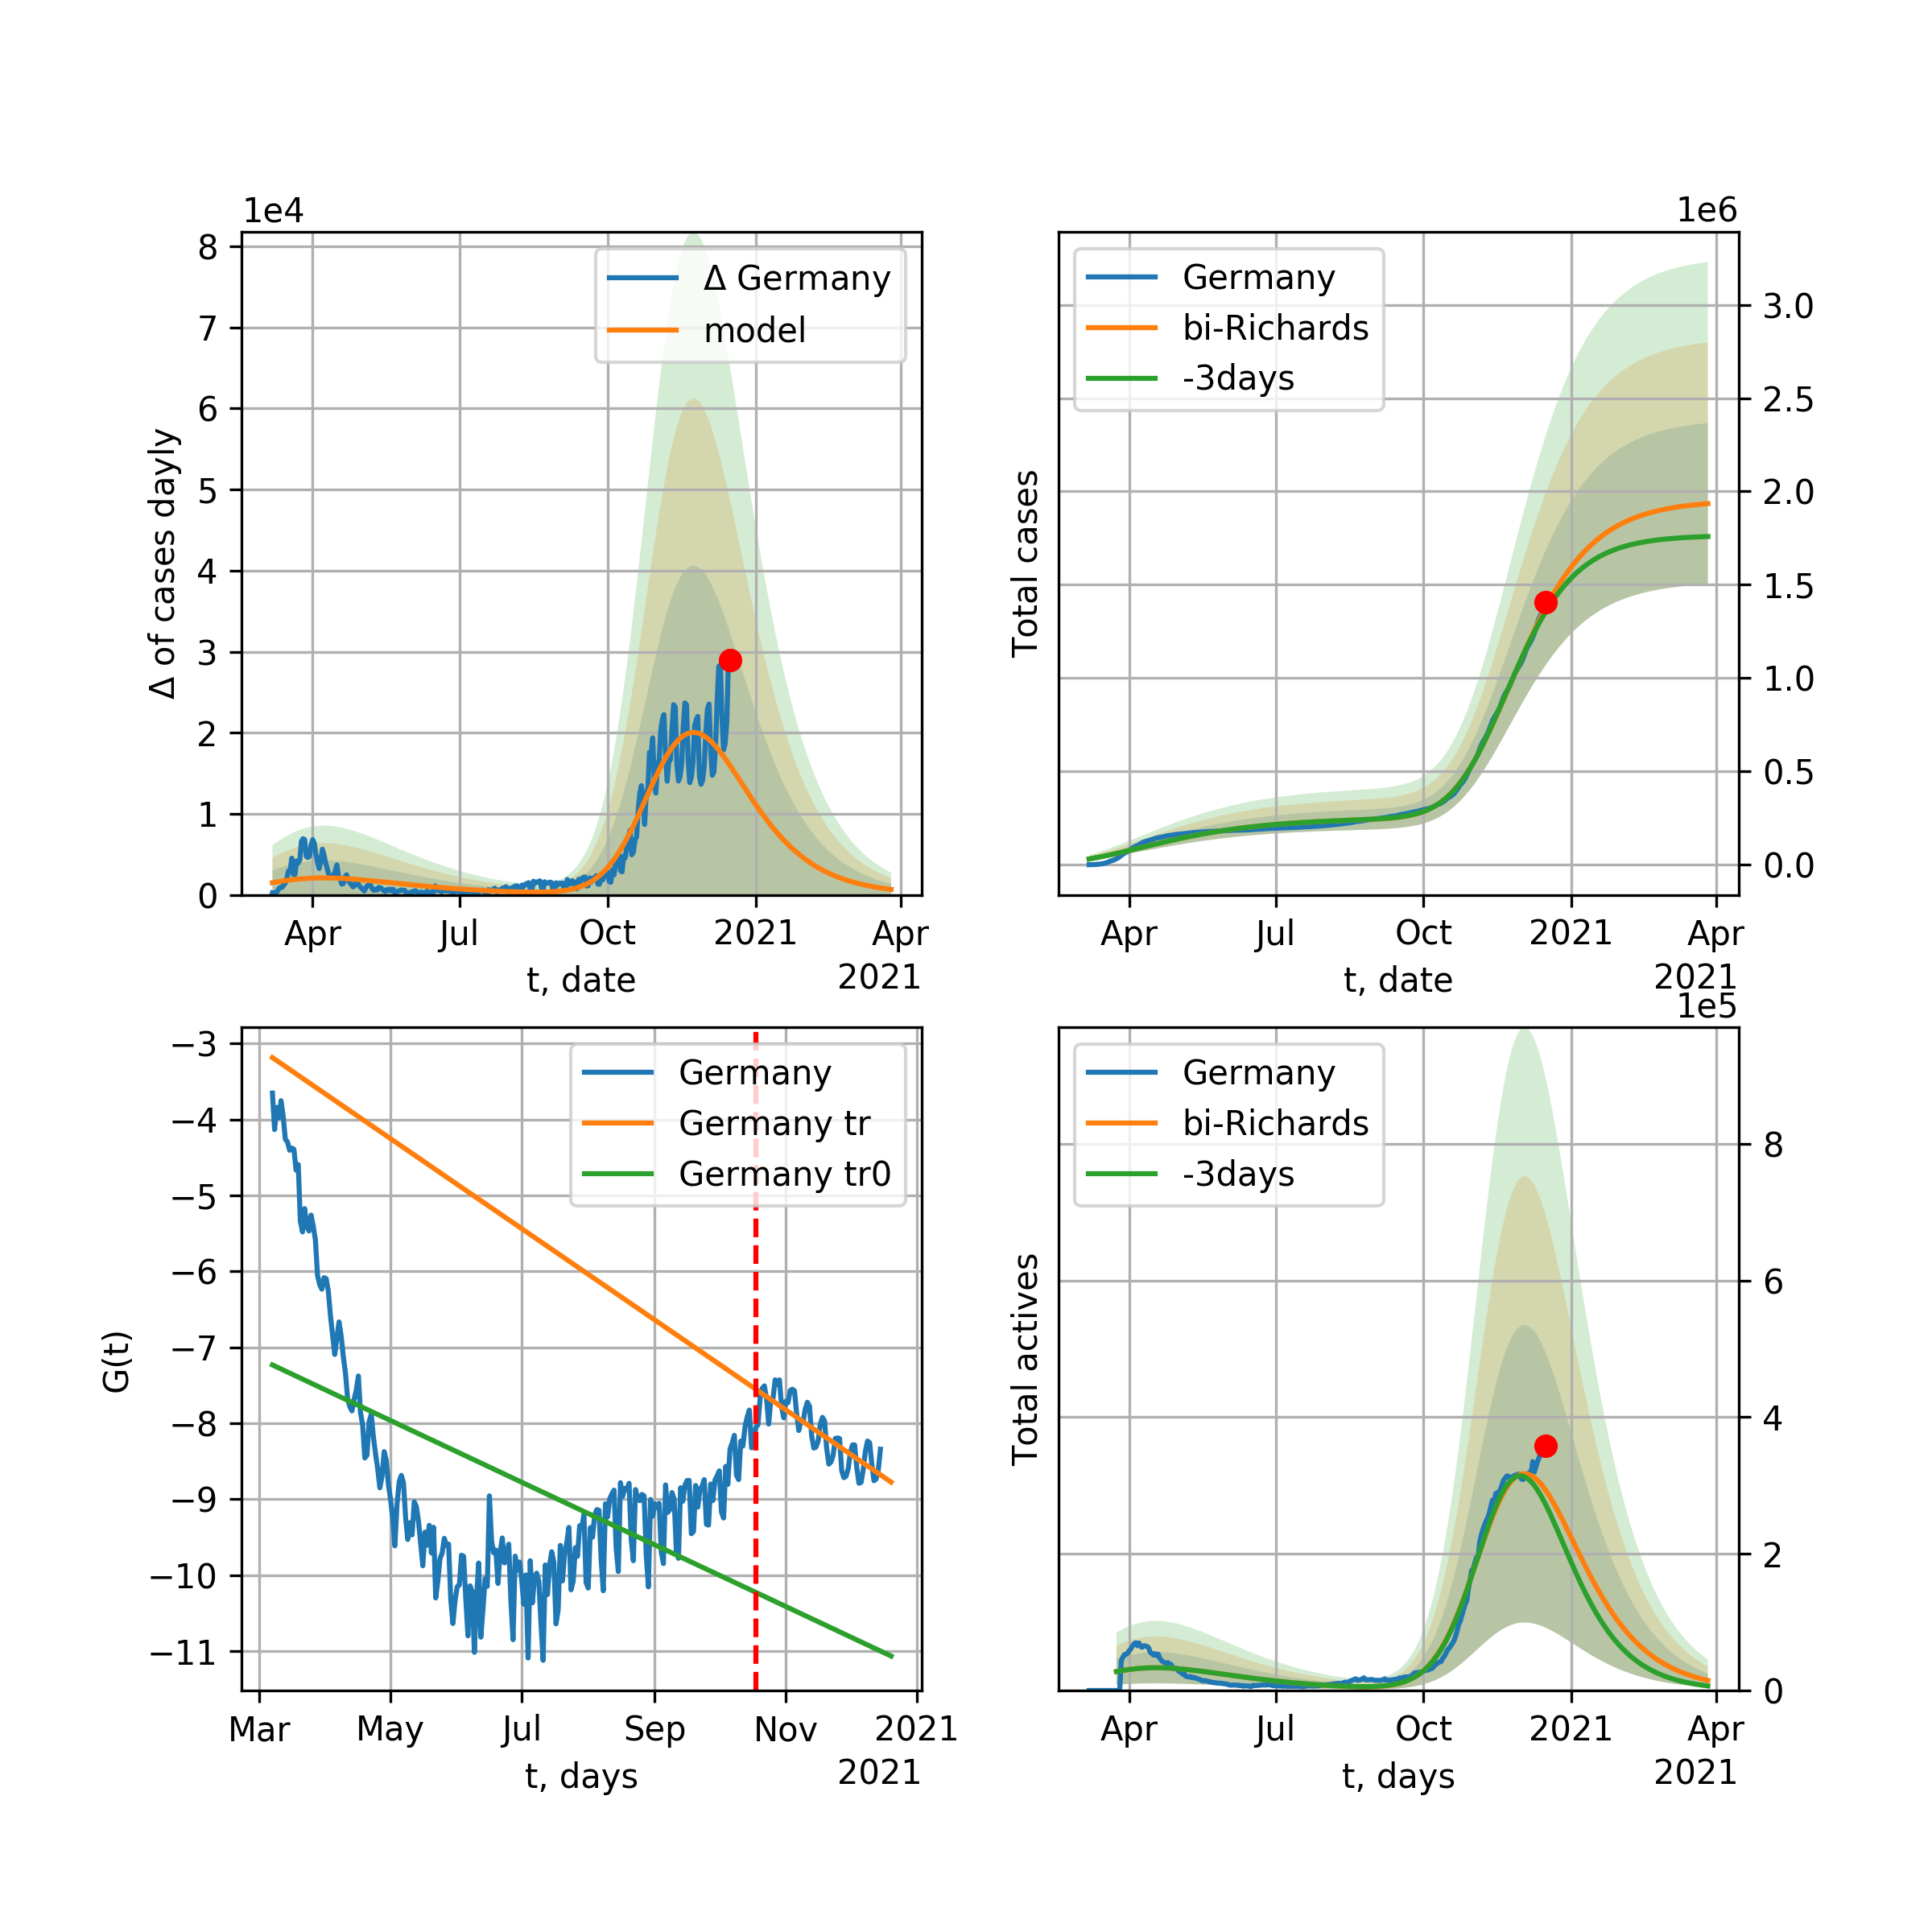 1e4
8
7
6
5
4
3
2
1
0
Δ of cases dayly
Δ Germany
model
Apr Jul Oct 2021 Apr
t, date 2021
1e6
Germany
bi-Richards
-3days
Total cases
3.0
2.5
2.0
1.5
1.0
0.5
0.0
Apr Jul Oct 2021 Apr
t, date 2021
−3
−4
−5
−6
−7
−8
−9
−10
−11
G(t)
Germany
Germany tr
Germany tr0
Mar May Jul Sep Nov 2021
t, days 2021
1e5
Germany
bi-Richards
-3days
Total actives
8
6
4
2
0
Apr Jul Oct 2021 Apr
t, days 2021